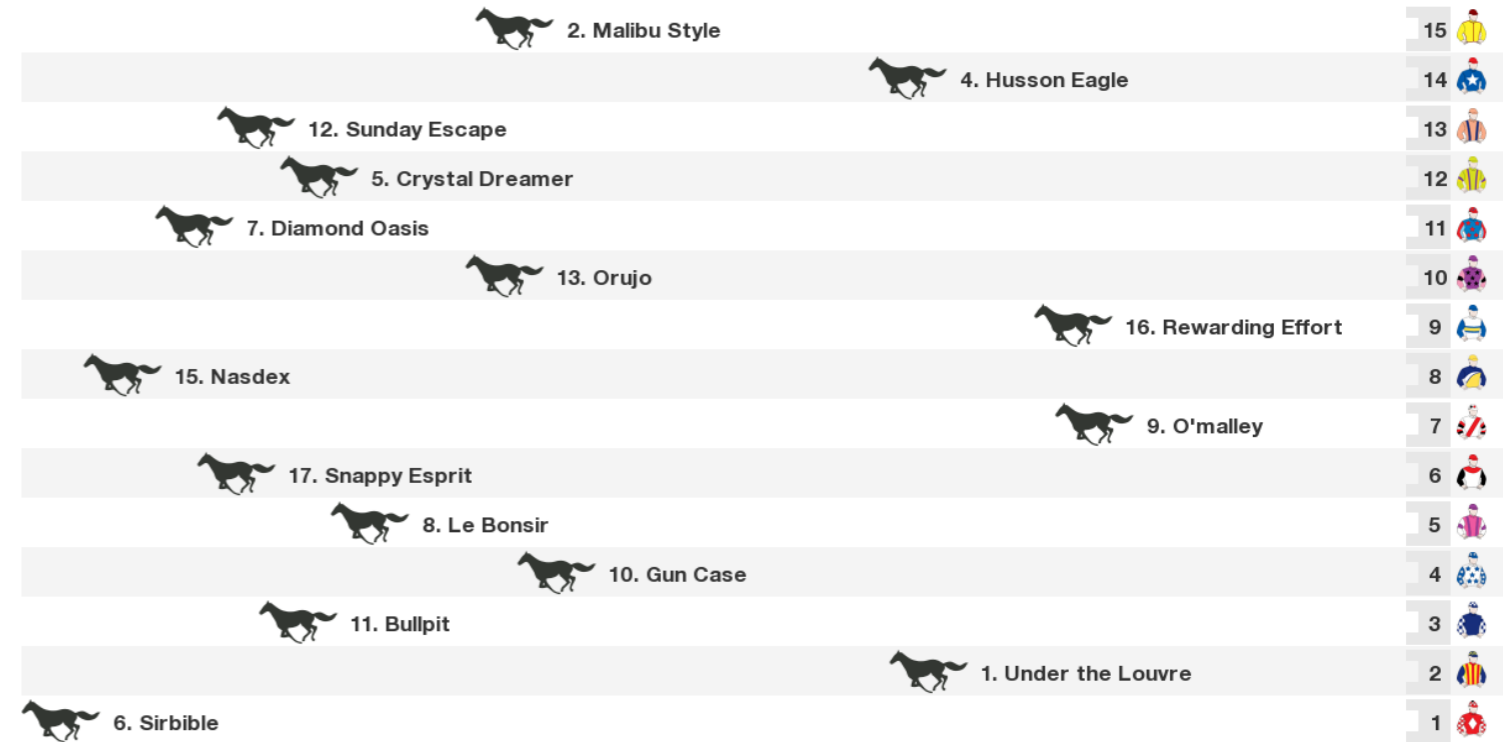 2. Malibu Style 15
4. Husson Eagle 14
12. Sunday Escape 13
5. Crystal Dreamer 12
7. Diamond Oasis 11
13. Orujo 10
16. Rewarding Effort 9
15. Nasdex 8
9. O'malley 7
17. Snappy Esprit 6
8. Le Bonsir 5
10. Gun Case 4
11. Bullpit 3
1. Under the Louvre 2
6. Sirbible 1